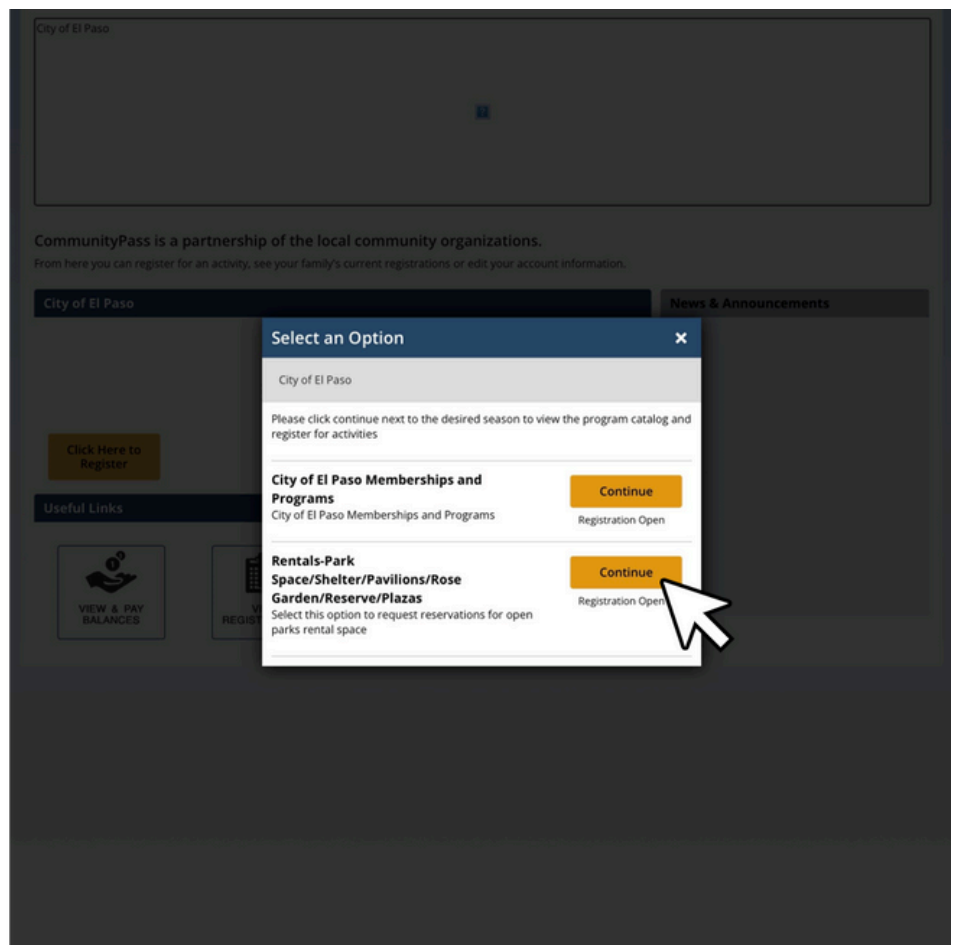 City of El Paso
CommunityPass is a partnership of the local community organizations.
From here you can register for an activity, see your family's current registrations or edit your account information.
City of El Paso
News & Announcements
Select an Option
City of El Paso
Please click continue next to the desired season to view the program catalog and
register for activities
City of El Paso Memberships and
Programs
City of El Paso Memberships and Programs
Continue
Registration Open
Rentals-Park
Space/Shelter/Pavilions/Rose
Garden/Reserve/Plazas
Select this option to request reservations for open
parks rental space
Continue
Registration Open
Click Here to
Register
Useful Links
VIEW & PAY
BALANCES